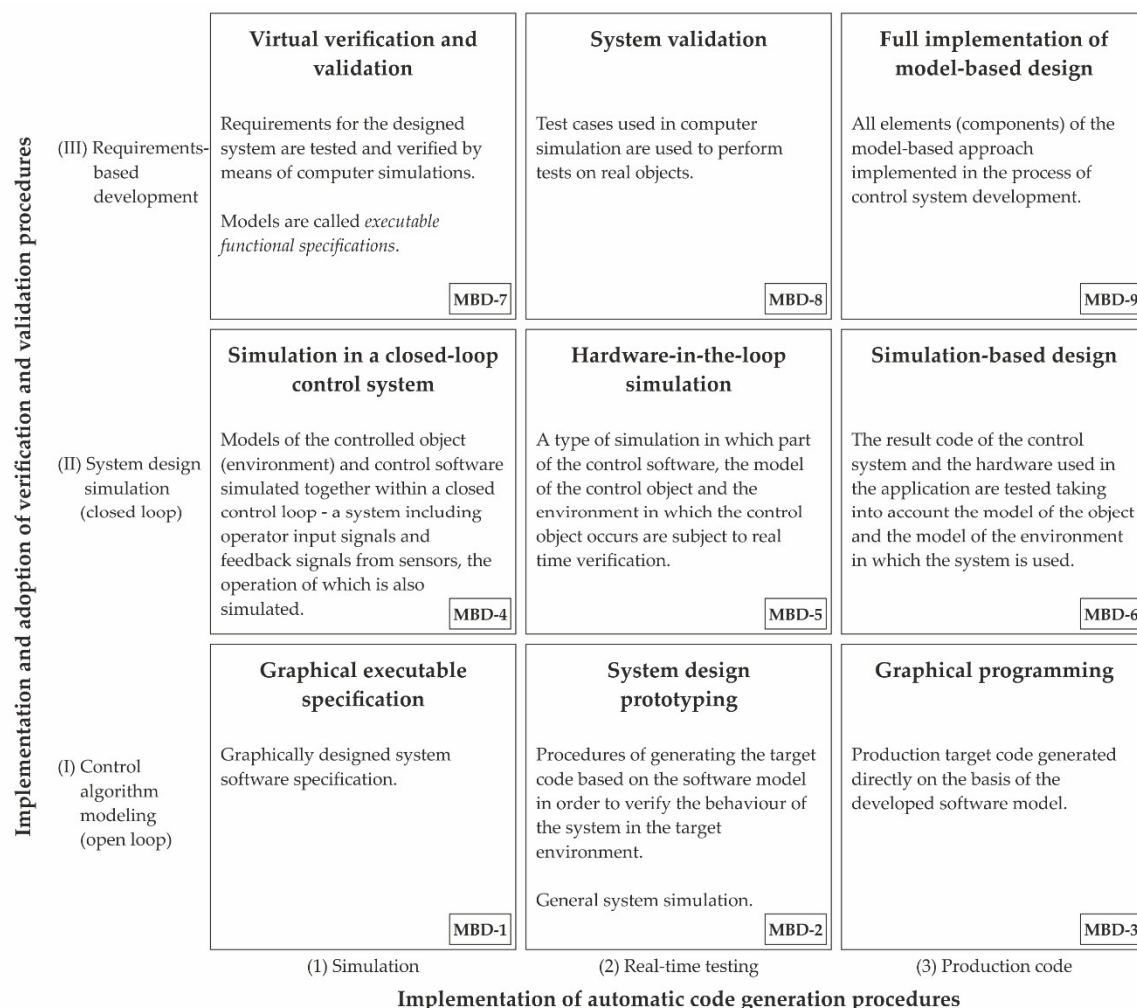 Implementation and adoption of verification and validation procedures
(III) Requirements-
based
development
Virtual verification and
validation
Requirements for the designed
system are tested and verified by
means of computer simulations.
Models are called executable
functional specifications.
MBD-7
System validation
Test cases used in computer
simulation are used to perform
tests on real objects.
MBD-8
Full implementation of
model-based design
All elements (components) of the
model-based approach
implemented in the process of
control system development.
MBD-9
(II) System design
simulation
(closed loop)
Simulation in a closed-loop
control system
Models of the controlled object
(environment) and control software
simulated together within a closed
control loop - a system including
operator input signals and
feedback signals from sensors, the
operation of which is also
simulated.
MBD-4
Hardware-in-the-loop
simulation
A type of simulation in which part
of the control software, the model
of the control object and the
environment in which the control
object occurs are subject to real
time verification.
MBD-5
Simulation-based design
The result code of the control
system and the hardware used in
the application are tested taking
into account the model of the object
and the model of the environment
in which the system is used.
MBD-6
(I) Control
algorithm
modeling
(open loop)
Graphical executable
specification
Graphically designed system
software specification.
MBD-1
System design
prototyping
Procedures of generating the target
code based on the software model
in order to verify the behaviour of
the system in the target
environment.
General system simulation.
MBD-2
Graphical programming
Production target code generated
directly on the basis of the
developed software model.
MBD-3
(1) Simulation
(2) Real-time testing
(3) Production code
Implementation of automatic code generation procedures